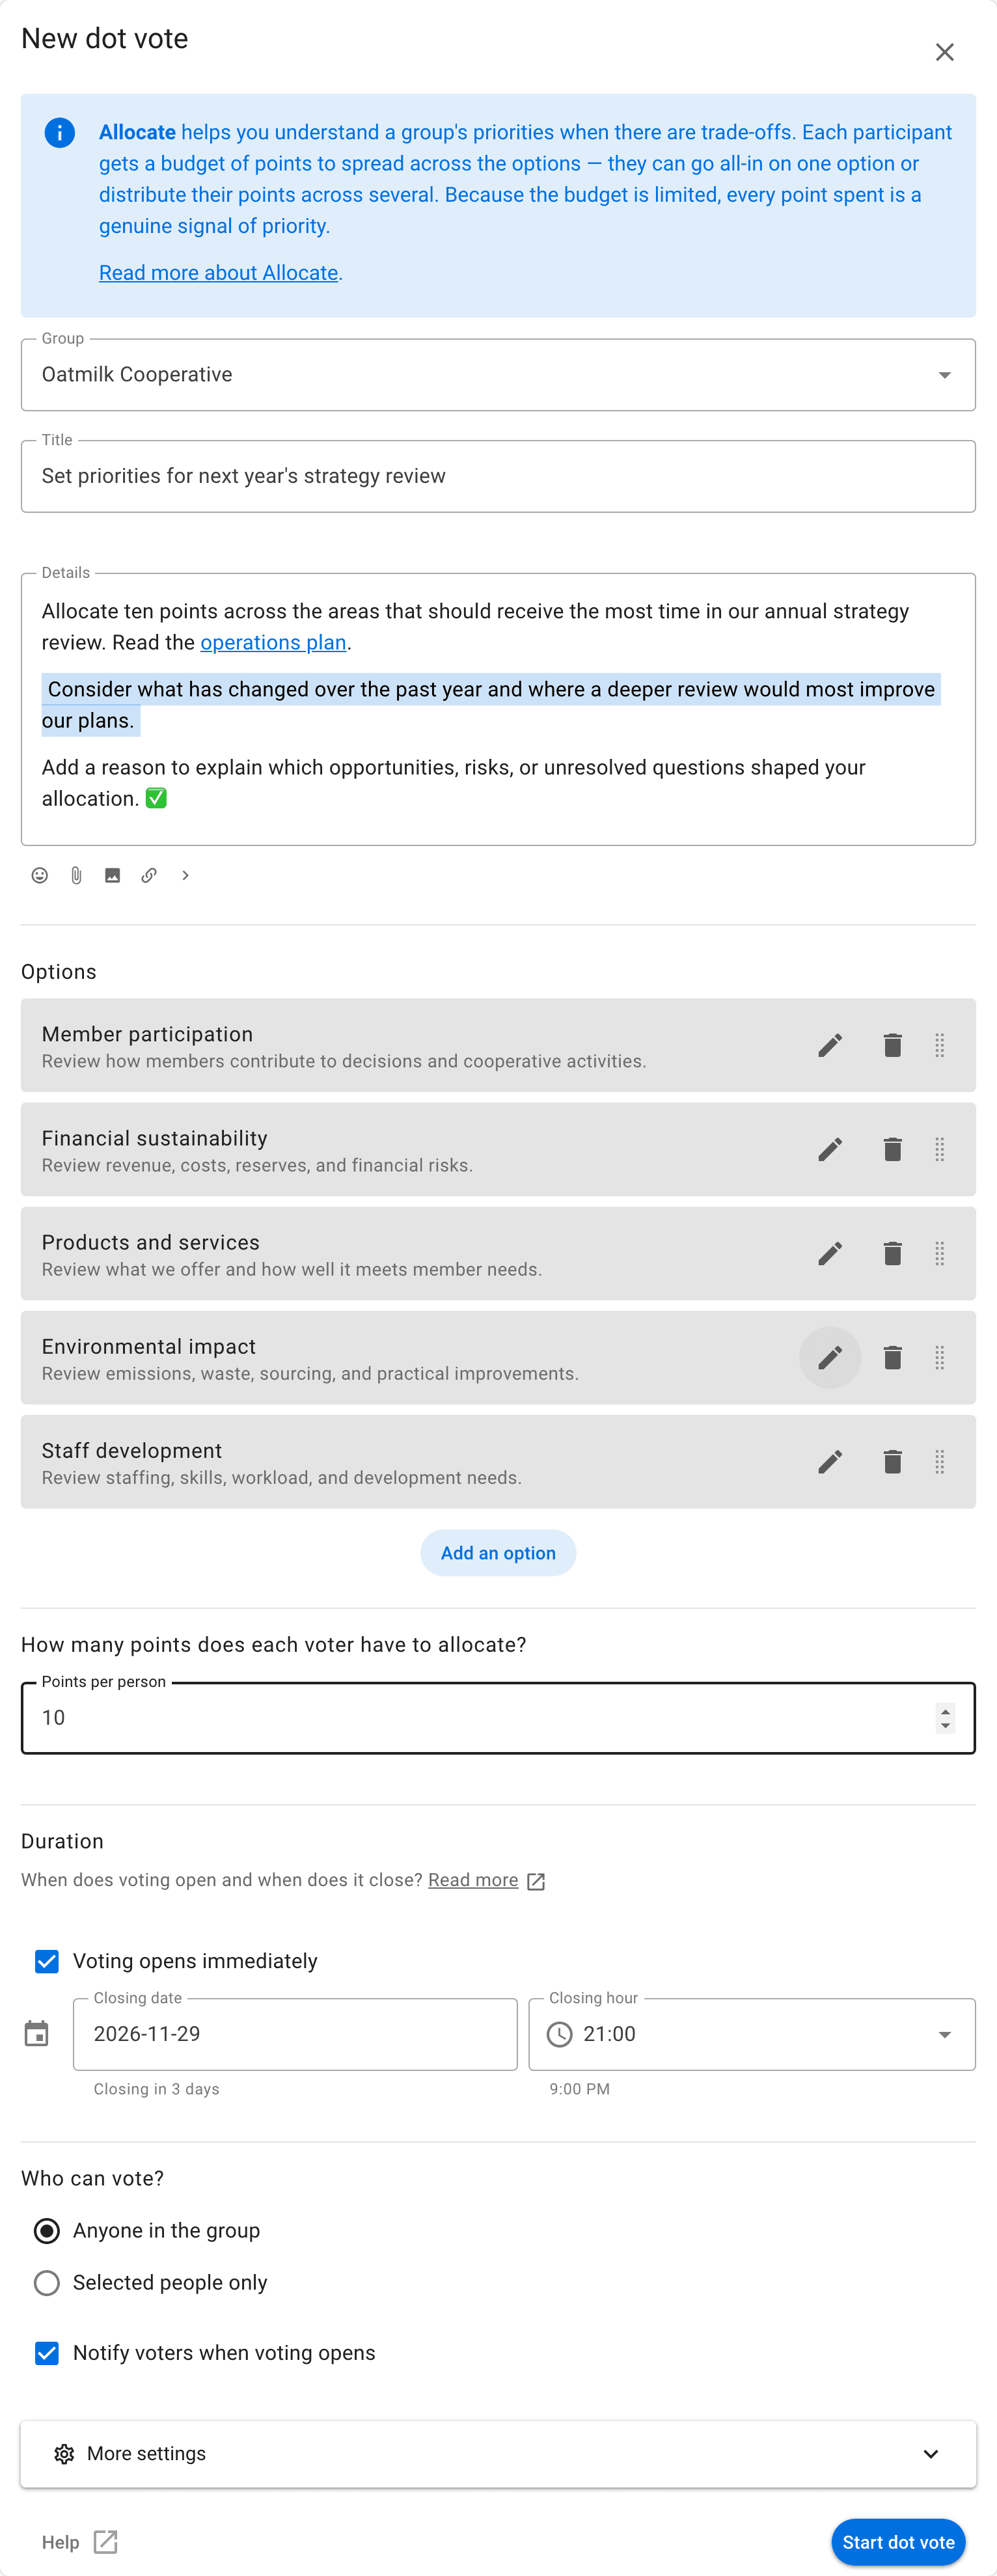 New dot vote
Allocate helps you understand a group's priorities when there are trade-offs. Each participant
gets a budget of points to spread across the options — they can go all-in on one option or
distribute their points across several. Because the budget is limited, every point spent is a
genuine signal of priority.
Read more about Allocate.
Group
Oatmilk Cooperative
Title
Set priorities for next year's strategy review
Details
Allocate ten points across the areas that should receive the most time in our annual strategy
review. Read the operations plan.
Consider what has changed over the past year and where a deeper review would most improve
our plans.
Add a reason to explain which opportunities, risks, or unresolved questions shaped your
allocation. ✅
Options
Member participation
Review how members contribute to decisions and cooperative activities.
Financial sustainability
Review revenue, costs, reserves, and financial risks.
Products and services
Review what we offer and how well it meets member needs.
Environmental impact
Review emissions, waste, sourcing, and practical improvements.
Staff development
Review staffing, skills, workload, and development needs.
Add an option
How many points does each voter have to allocate?
Points per person
10
Duration
When does voting open and when does it close? Read more
Voting opens immediately
Closing date
2026-11-29
Closing in 3 days
Closing hour
21:00
9:00 PM
Who can vote?
Anyone in the group
Selected people only
Notify voters when voting opens
More settings
Help
Start dot vote